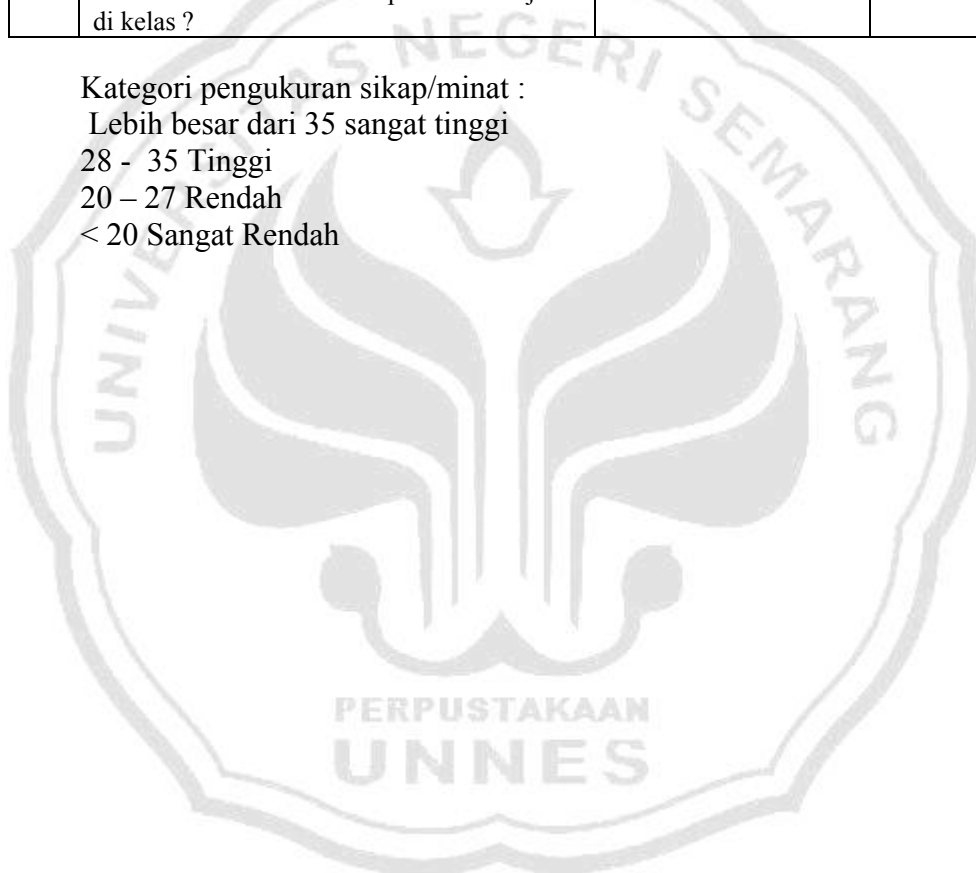 di kelas ?
Kategori pengukuran sikap/minat :
Lebih besar dari 35 sangat tinggi
28 - 35 Tinggi
20 – 27 Rendah
< 20 Sangat Rendah
UNIVERSITAS NEGERI SEMARANG
PERPUSTAKAAN
UNNES